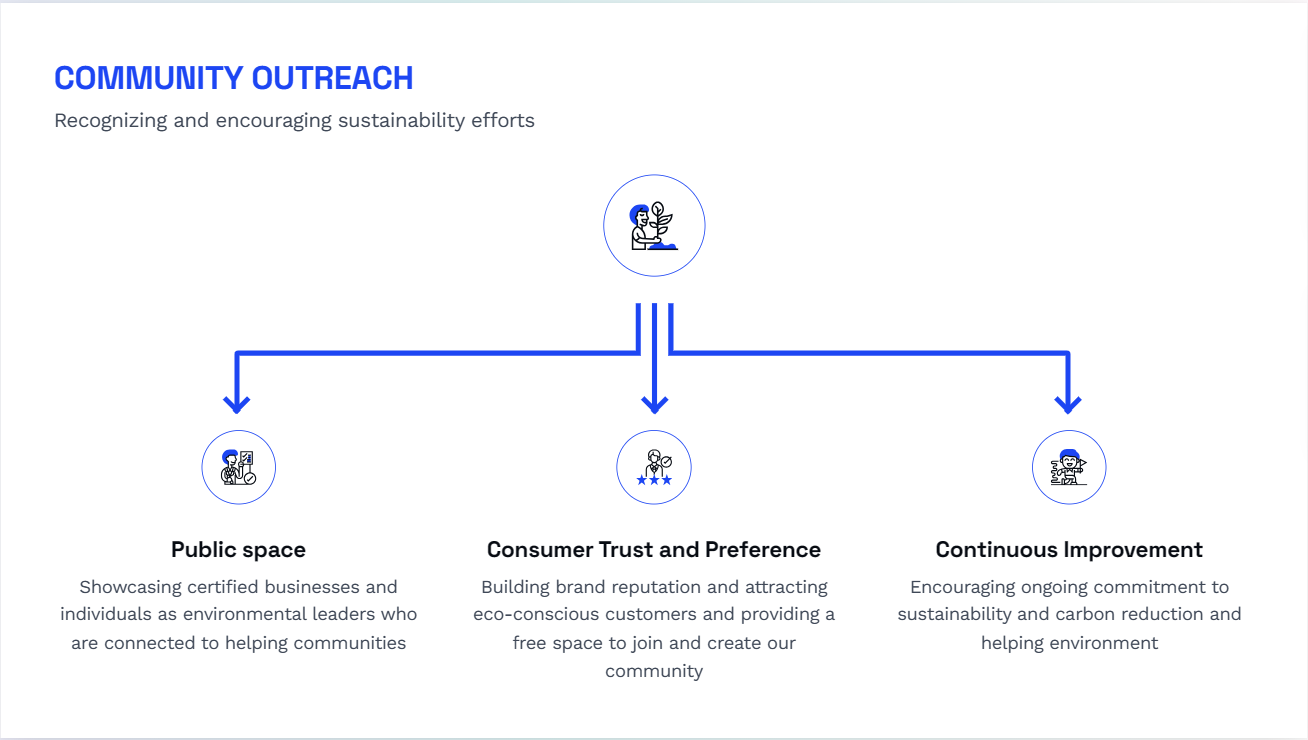 COMMUNITY OUTREACH
Recognizing and encouraging sustainability efforts
Public space
Showcasing certified businesses and
individuals as environmental leaders who
are connected to helping communities
Consumer Trust and Preference
Building brand reputation and attracting
eco-conscious customers and providing a
free space to join and create our
community
Continuous Improvement
Encouraging ongoing commitment to
sustainability and carbon reduction and
helping environment